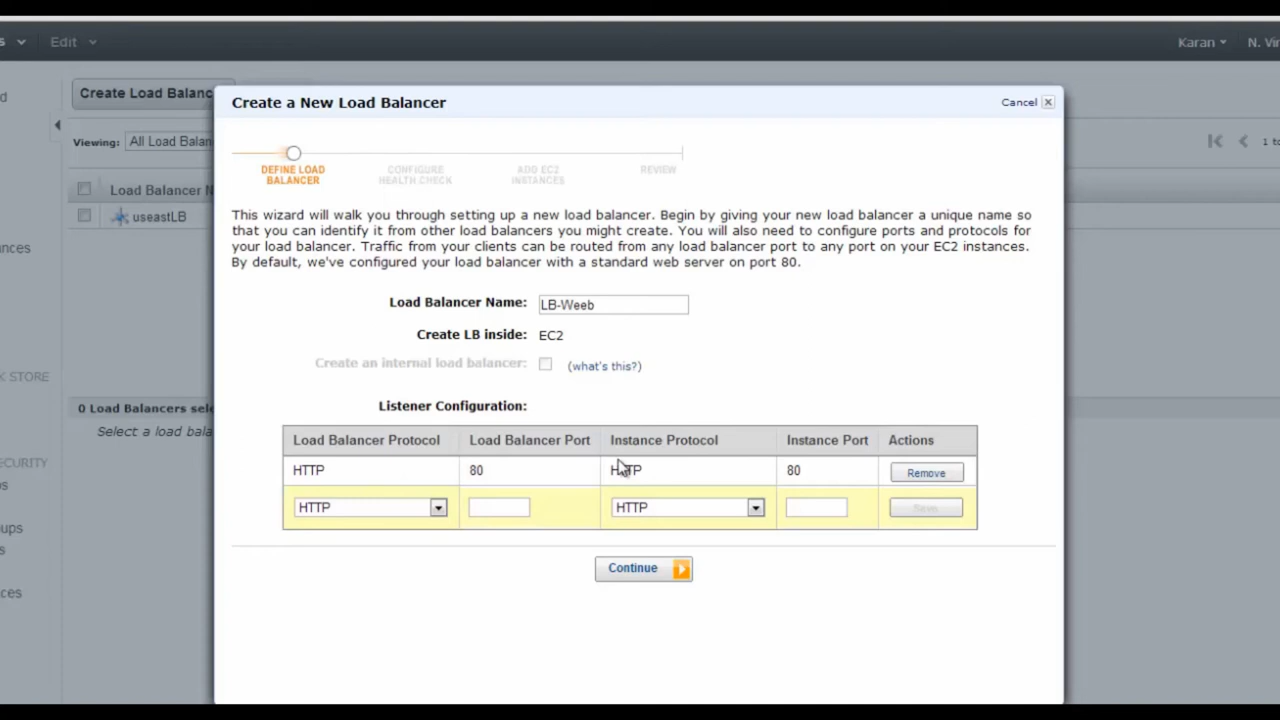 s Edit Karan N. Vir
d
Create Load Balanc
Create a New Load Balancer Cancel
Viewing: All Load Balan 1 to
DEFINE LOAD BALANCER
CONFIGURE HEALTH CHECK
ADD EC2 INSTANCES
REVIEW
Load Balancer N
useastLB
This wizard will walk you through setting up a new load balancer. Begin by giving your new load balancer a unique name so
that you can identify it from other load balancers you might create. You will also need to configure ports and protocols for
your load balancer. Traffic from your clients can be routed from any load balancer port to any port on your EC2 instances.
By default, we've configured your load balancer with a standard web server on port 80.
ances
Load Balancer Name: LB-Weeb
Create LB inside: EC2
Create an internal load balancer: (what's this?)
K STORE
0 Load Balancers sele
Listener Configuration:
Select a load bala
Load Balancer Protocol Load Balancer Port Instance Protocol Instance Port Actions
ECURITY
HTTP 80 HTTP 80 Remove
s
HTTP HTTP Save
ups
s
Continue
ces